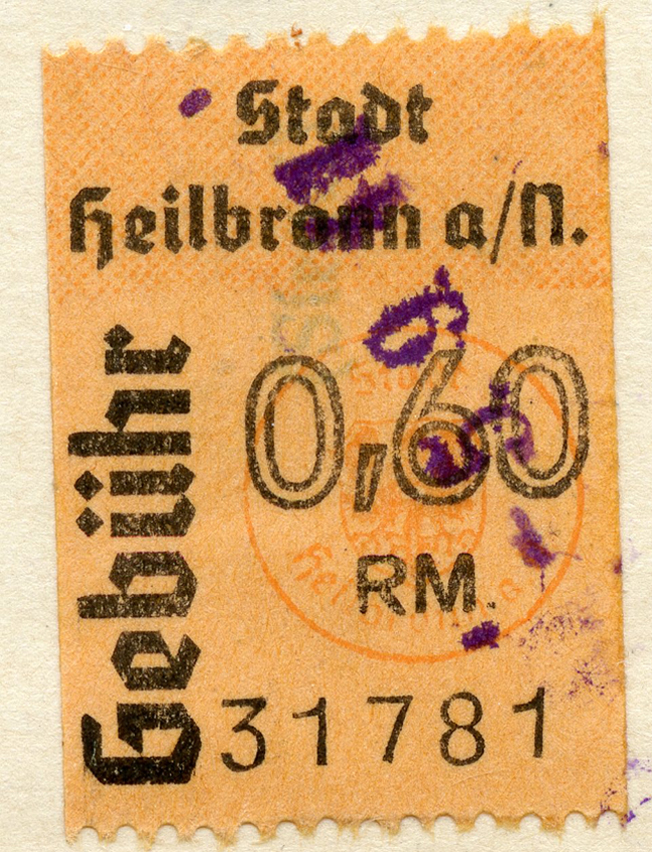 Stadt
Heilbronn a/N.
Gebühr
0,60
RM.
31781